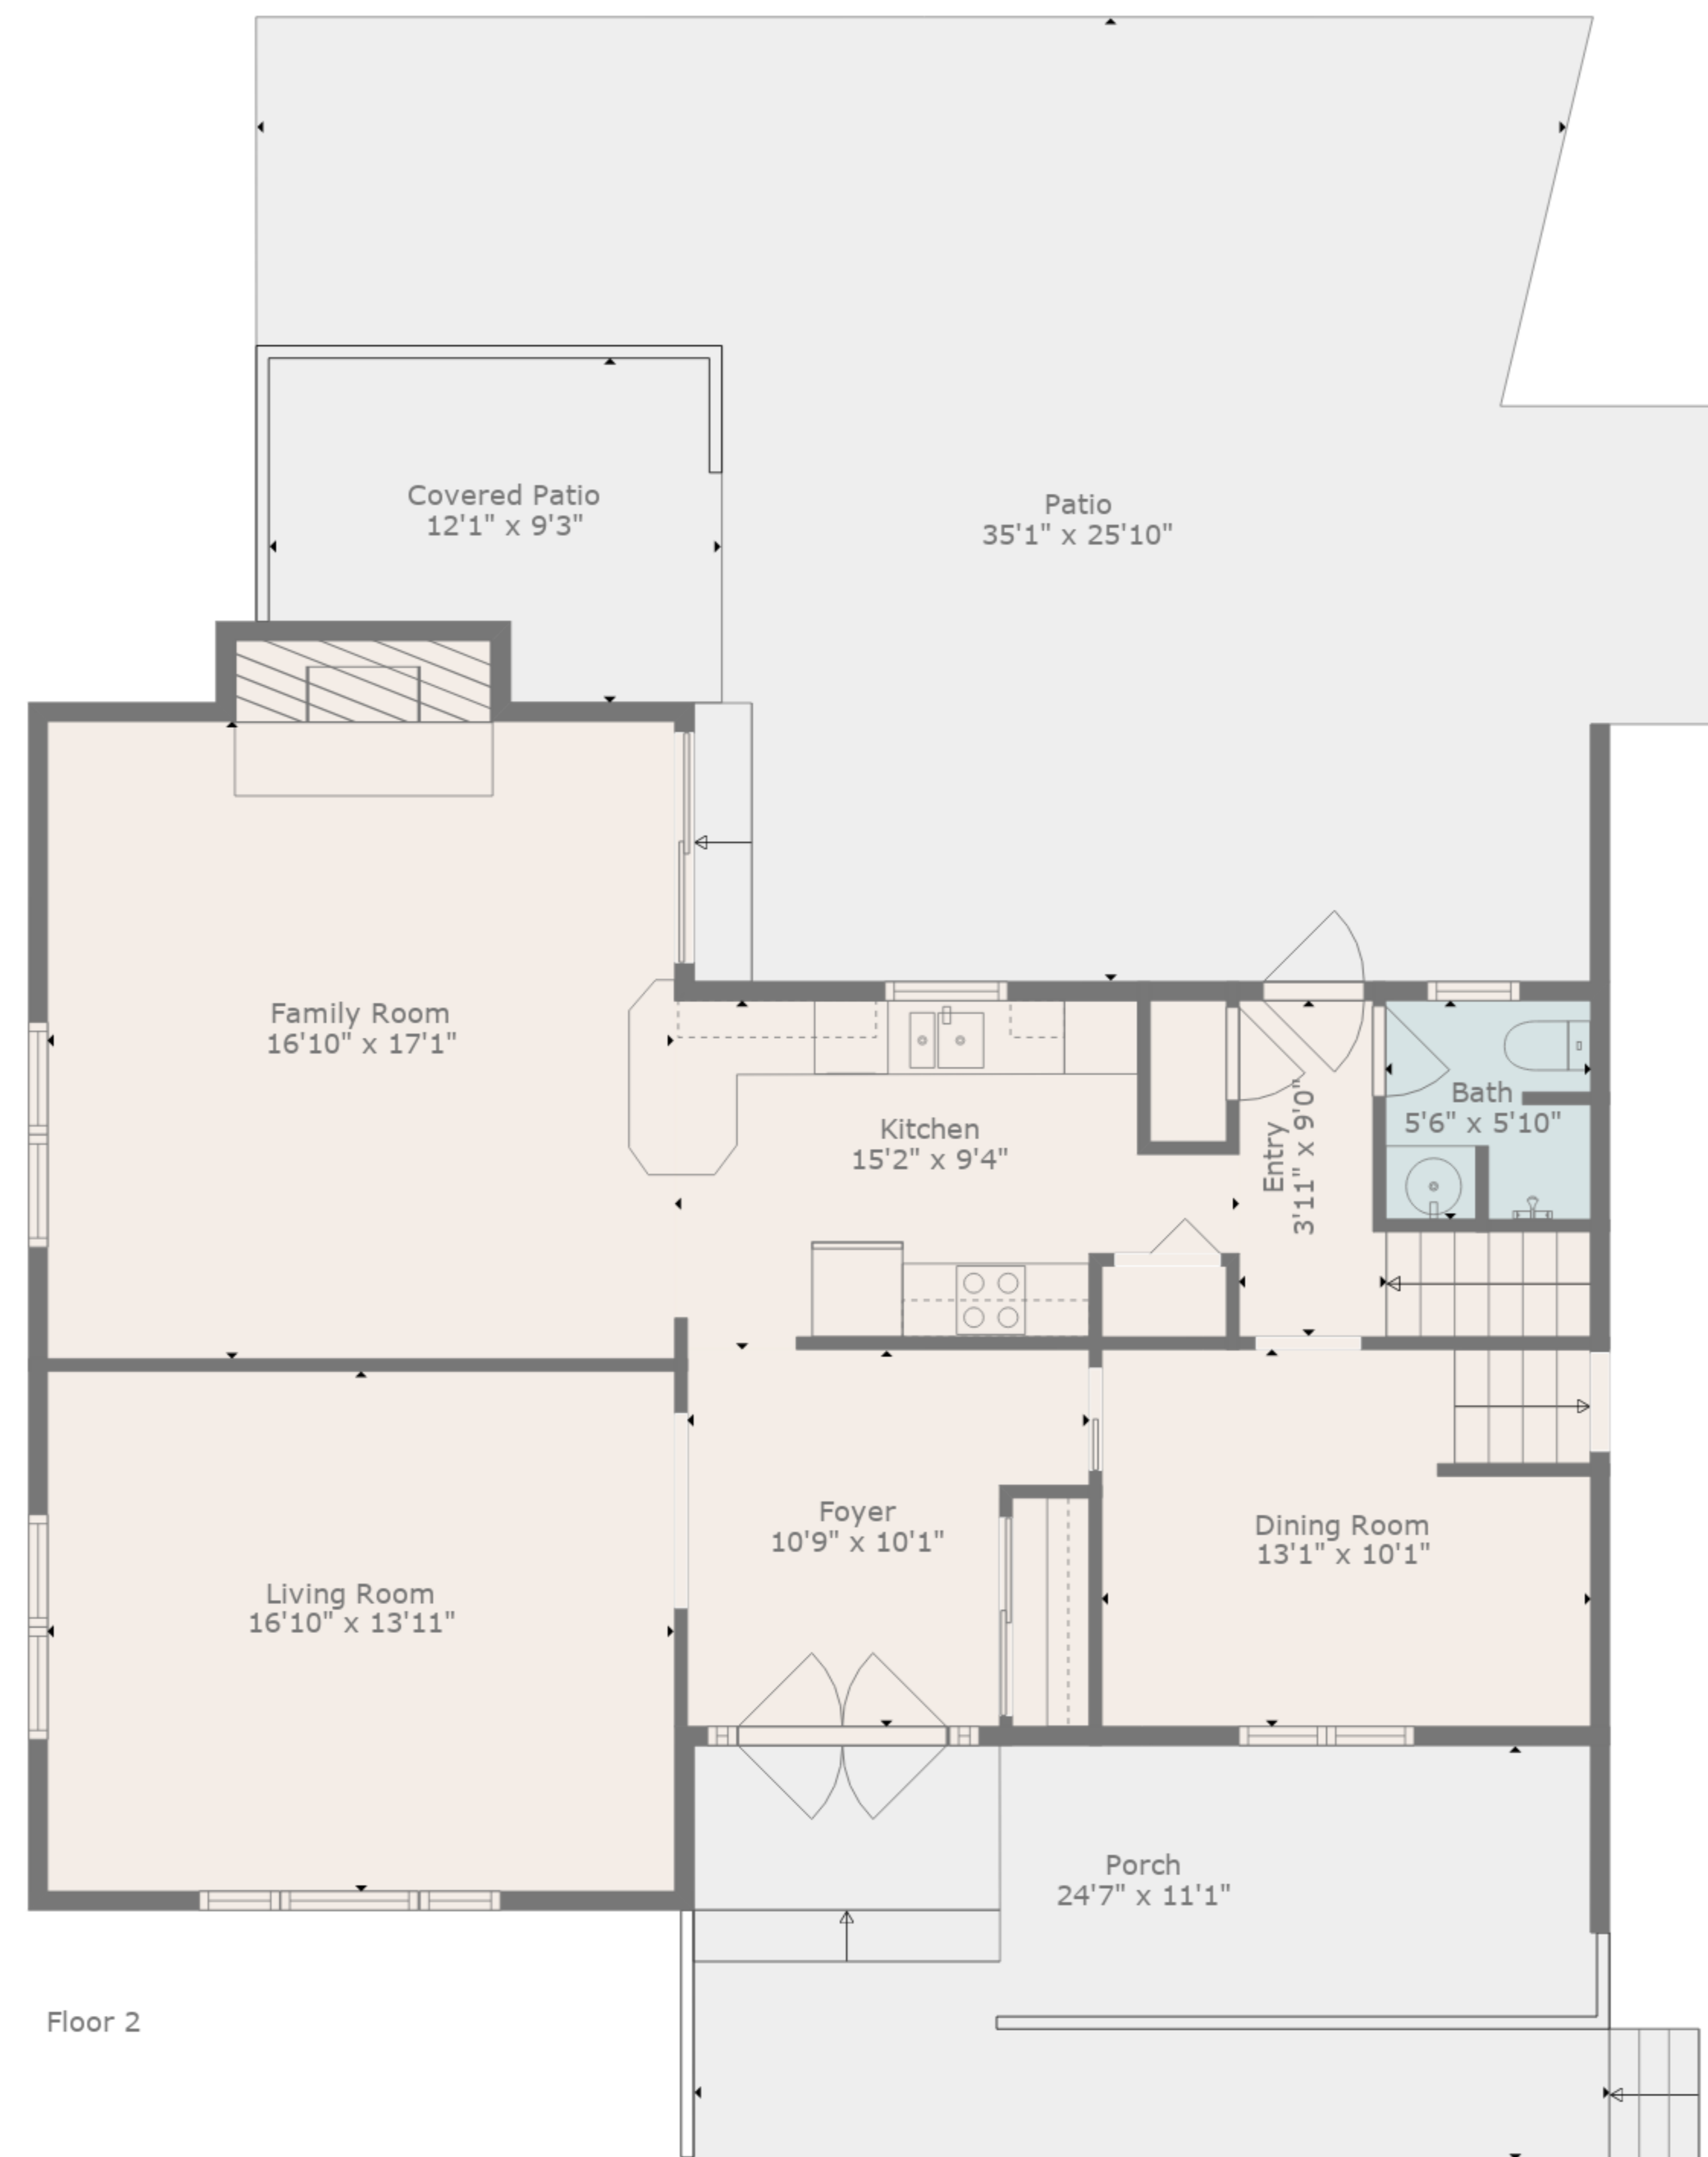 Covered Patio
12'1" x 9'3"
Patio
35'1" x 25'10"
Family Room
16'10" x 17'1"
Kitchen
15'2" x 9'4"
Entry
3'11" x 9'0"
Bath
5'6" x 5'10"
Foyer
10'9" x 10'1"
Dining Room
13'1" x 10'1"
Living Room
16'10" x 13'11"
Porch
24'7" x 11'1"
Floor 2